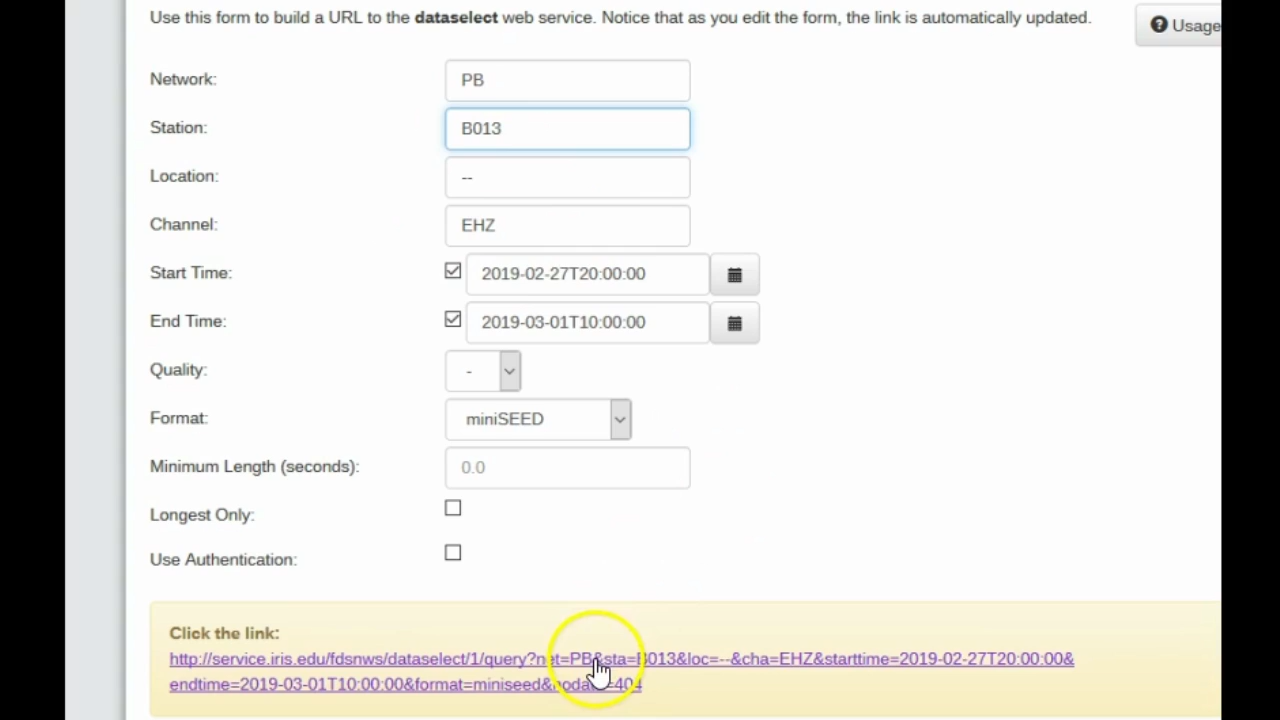 Use this form to build a URL to the dataselect web service. Notice that as you edit the form, the link is automatically updated.
Usage
Network: PB
Station: B013
Location: --
Channel: EHZ
Start Time: 2019-02-27T20:00:00
End Time: 2019-03-01T10:00:00
Quality: -
Format: miniSEED
Minimum Length (seconds): 0.0
Longest Only:
Use Authentication:
Click the link:
http://service.iris.edu/fdsnws/dataselect/1/query?net=PB&sta=B013&loc=--&cha=EHZ&starttime=2019-02-27T20:00:00&
endtime=2019-03-01T10:00:00&format=miniseed&nodata=404